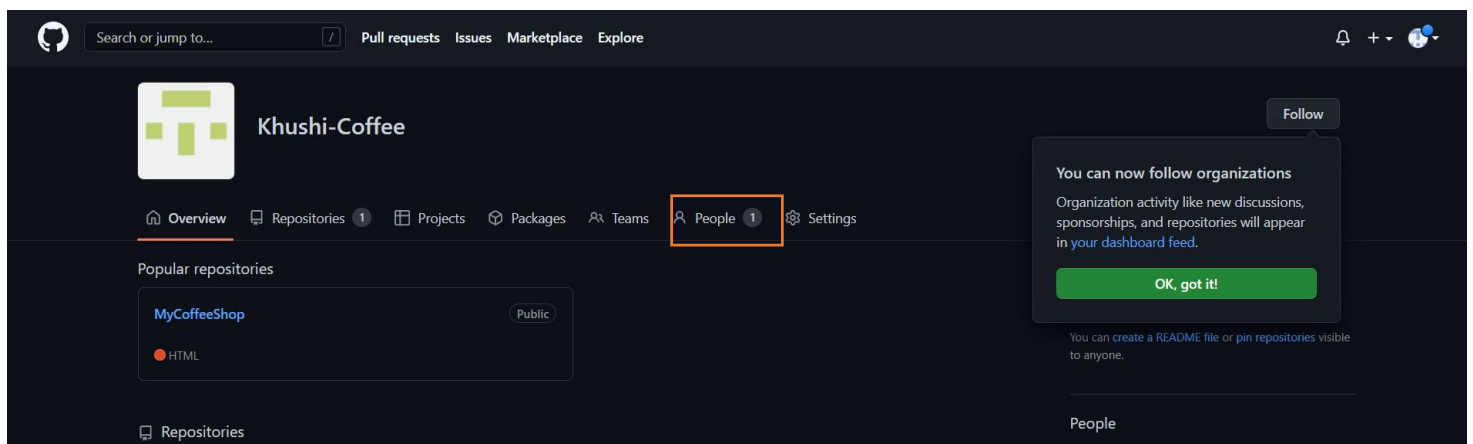 Search or jump to... / Pull requests Issues Marketplace Explore
Khushi-Coffee
Follow
You can now follow organizations
Organization activity like new discussions,
sponsorships, and repositories will appear
in your dashboard feed.
OK, got it!
Overview Repositories 1 Projects Packages Teams People 1 Settings
Popular repositories
MyCoffeeShop Public
HTML
You can create a README file or pin repositories visible
to anyone.
Repositories
People